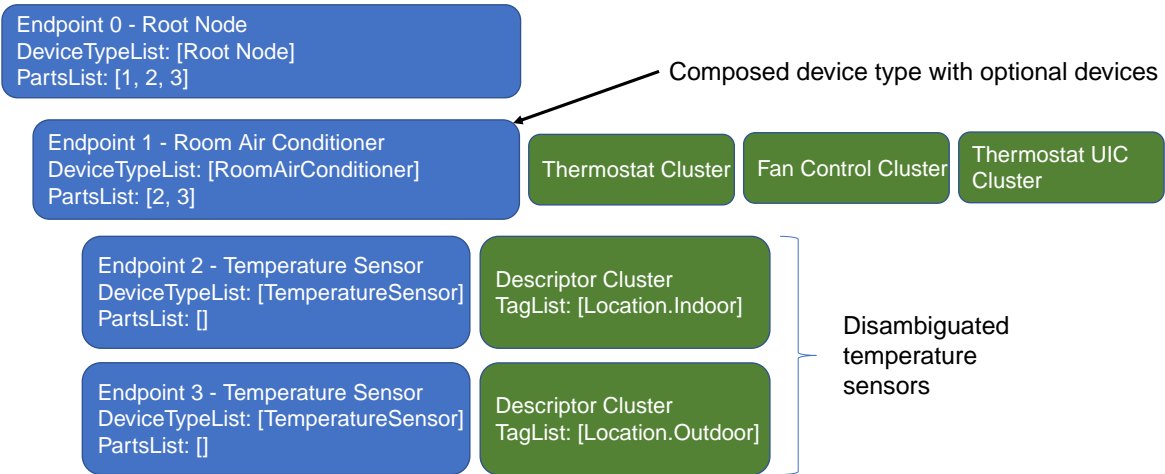 Endpoint 0 - Root Node
DeviceTypeList: [Root Node]
PartsList: [1, 2, 3]
Composed device type with optional devices
Endpoint 1 - Room Air Conditioner
DeviceTypeList: [RoomAirConditioner]
PartsList: [2, 3]
Thermostat Cluster
Fan Control Cluster
Thermostat UIC
Cluster
Endpoint 2 - Temperature Sensor
DeviceTypeList: [TemperatureSensor]
PartsList: []
Descriptor Cluster
TagList: [Location.Indoor]
Endpoint 3 - Temperature Sensor
DeviceTypeList: [TemperatureSensor]
PartsList: []
Descriptor Cluster
TagList: [Location.Outdoor]
Disambiguated
temperature
sensors